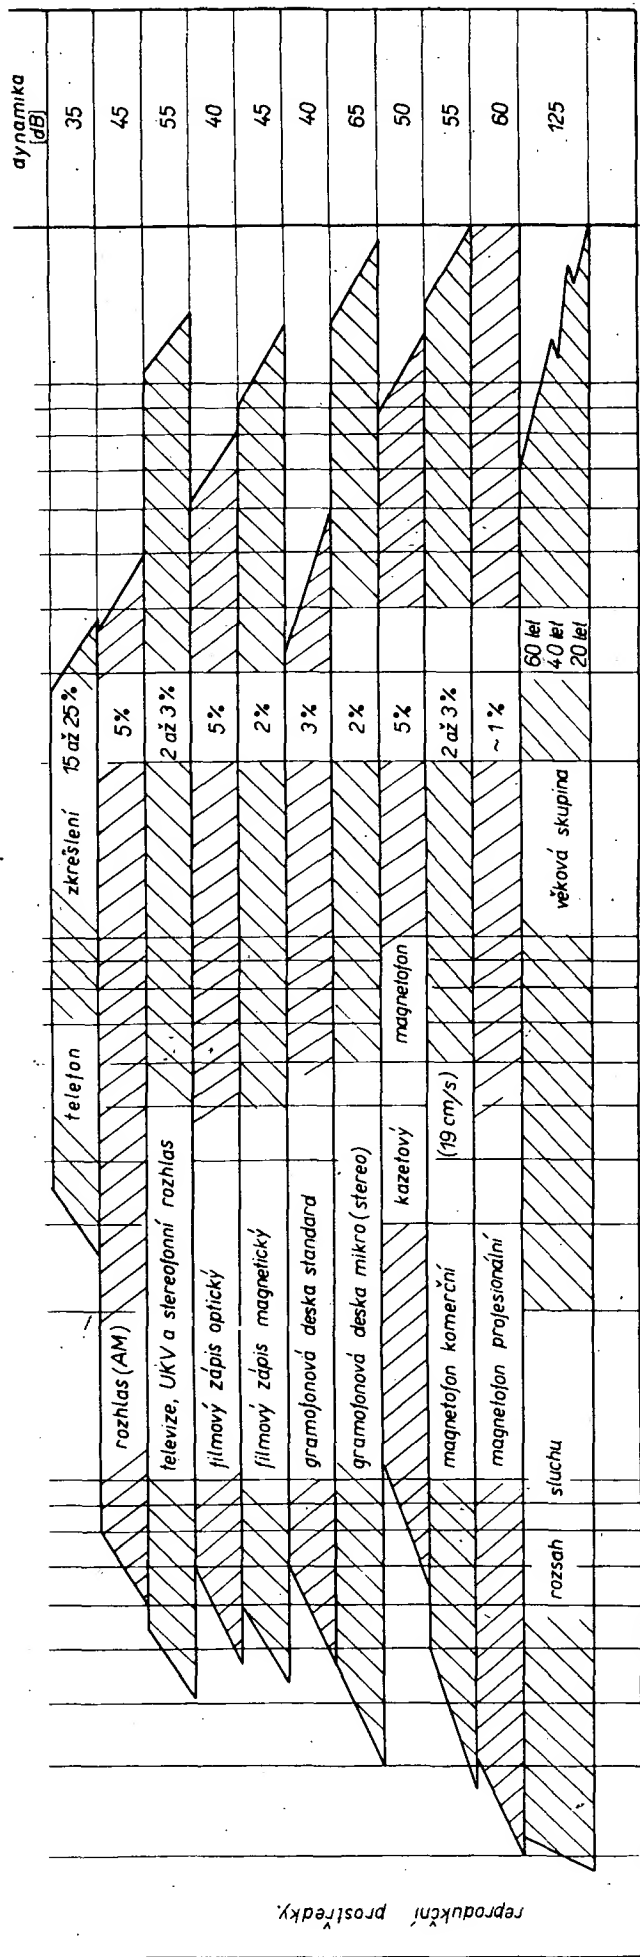 dynamika
[dB]
telefon zkreslení 15 až 25% 35
rozhlas (AM) 5% 45
televize, UKV a stereofonní rozhlas 2 až 3% 55
filmový zápis optický 5% 40
filmový zápis magnetický 2% 45
gramofonová deska standard 3% 40
gramofonová deska mikro (stereo) 2% 65
kazetový magnetofon 5% 50
magnetofon komerční (19 cm/s) 2 až 3% 55
magnetofon profesionální ~1% 60
rozsah sluchu věková skupina 60 let 125
40 let
20 let
reprodukční prostředky.